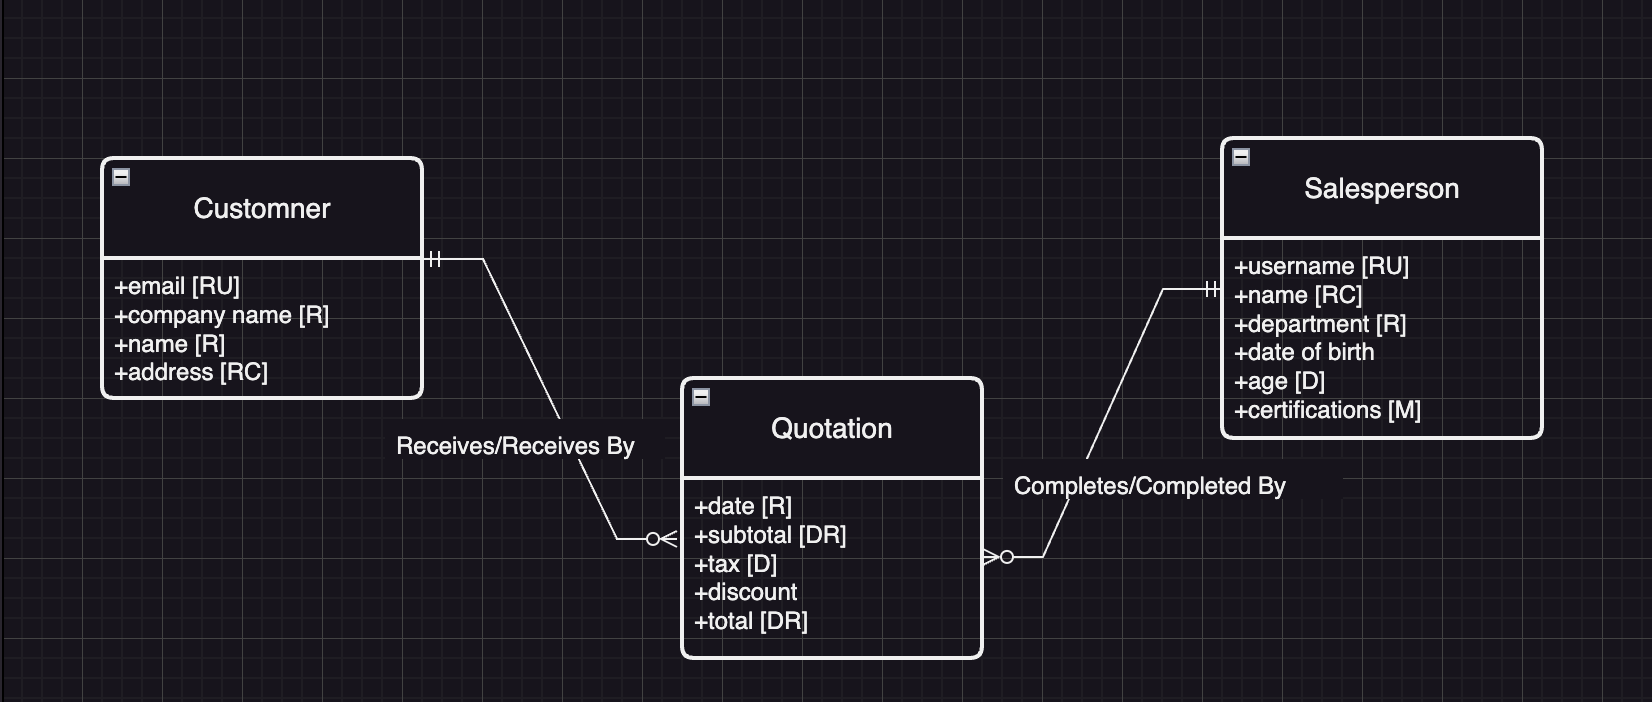 Customner
+email [RU]
+company name [R]
+name [R]
+address [RC]
Receives/Receives By
Quotation
+date [R]
+subtotal [DR]
+tax [D]
+discount
+total [DR]
Completes/Completed By
Salesperson
+username [RU]
+name [RC]
+department [R]
+date of birth
+age [D]
+certifications [M]